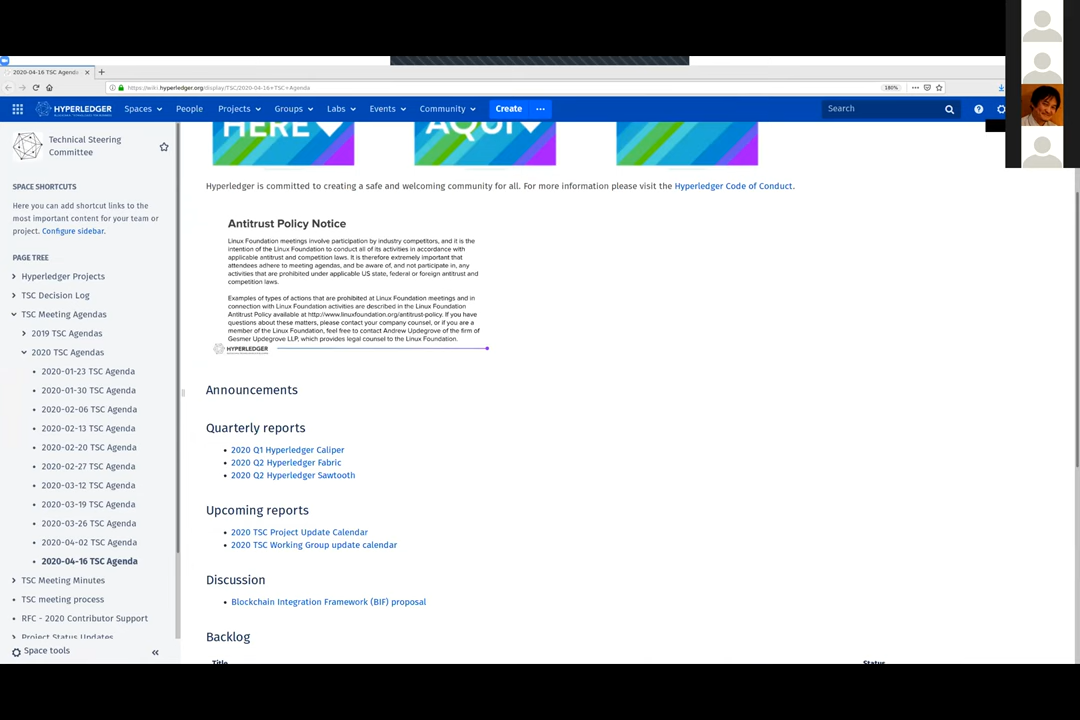 2020-04-16 TSC Agenda
https://wiki.hyperledger.org/display/TSC/2020-04-16+TSC+Agenda
180%
HYPERLEDGER
Spaces
People
Projects
Groups
Labs
Events
Community
Create
Search
Technical Steering
Committee
SPACE SHORTCUTS
Here you can add shortcut links to the
most important content for your team or
project. Configure sidebar.
PAGE TREE
Hyperledger Projects
TSC Decision Log
TSC Meeting Agendas
2019 TSC Agendas
2020 TSC Agendas
2020-01-23 TSC Agenda
2020-01-30 TSC Agenda
2020-02-06 TSC Agenda
2020-02-13 TSC Agenda
2020-02-20 TSC Agenda
2020-02-27 TSC Agenda
2020-03-12 TSC Agenda
2020-03-19 TSC Agenda
2020-03-26 TSC Agenda
2020-04-02 TSC Agenda
2020-04-16 TSC Agenda
TSC Meeting Minutes
TSC meeting process
RFC - 2020 Contributor Support
Project Status Updates
Space tools
HERE
AQUI
Hyperledger is committed to creating a safe and welcoming community for all. For more information please visit the Hyperledger Code of Conduct.
Antitrust Policy Notice
Linux Foundation meetings involve participation by industry competitors, and it is the
intention of the Linux Foundation to conduct all of its activities in accordance with
applicable antitrust and competition laws. It is therefore extremely important that
attendees adhere to meeting agendas, and be aware of, and not participate in, any
activities that are prohibited under applicable US state, federal or foreign antitrust and
competition laws.
Examples of types of actions that are prohibited at Linux Foundation meetings and in
connection with Linux Foundation activities are described in the Linux Foundation
Antitrust Policy available at http://www.linuxfoundation.org/antitrust-policy. If you have
questions about these matters, please contact your company counsel, or if you are a
member of the Linux Foundation, feel free to contact Andrew Updegrove of the firm of
Gesmer Updegrove LLP, which provides legal counsel to the Linux Foundation.
HYPERLEDGER
Announcements
Quarterly reports
2020 Q1 Hyperledger Caliper
2020 Q2 Hyperledger Fabric
2020 Q2 Hyperledger Sawtooth
Upcoming reports
2020 TSC Project Update Calendar
2020 TSC Working Group update calendar
Discussion
Blockchain Integration Framework (BIF) proposal
Backlog
Title
Status